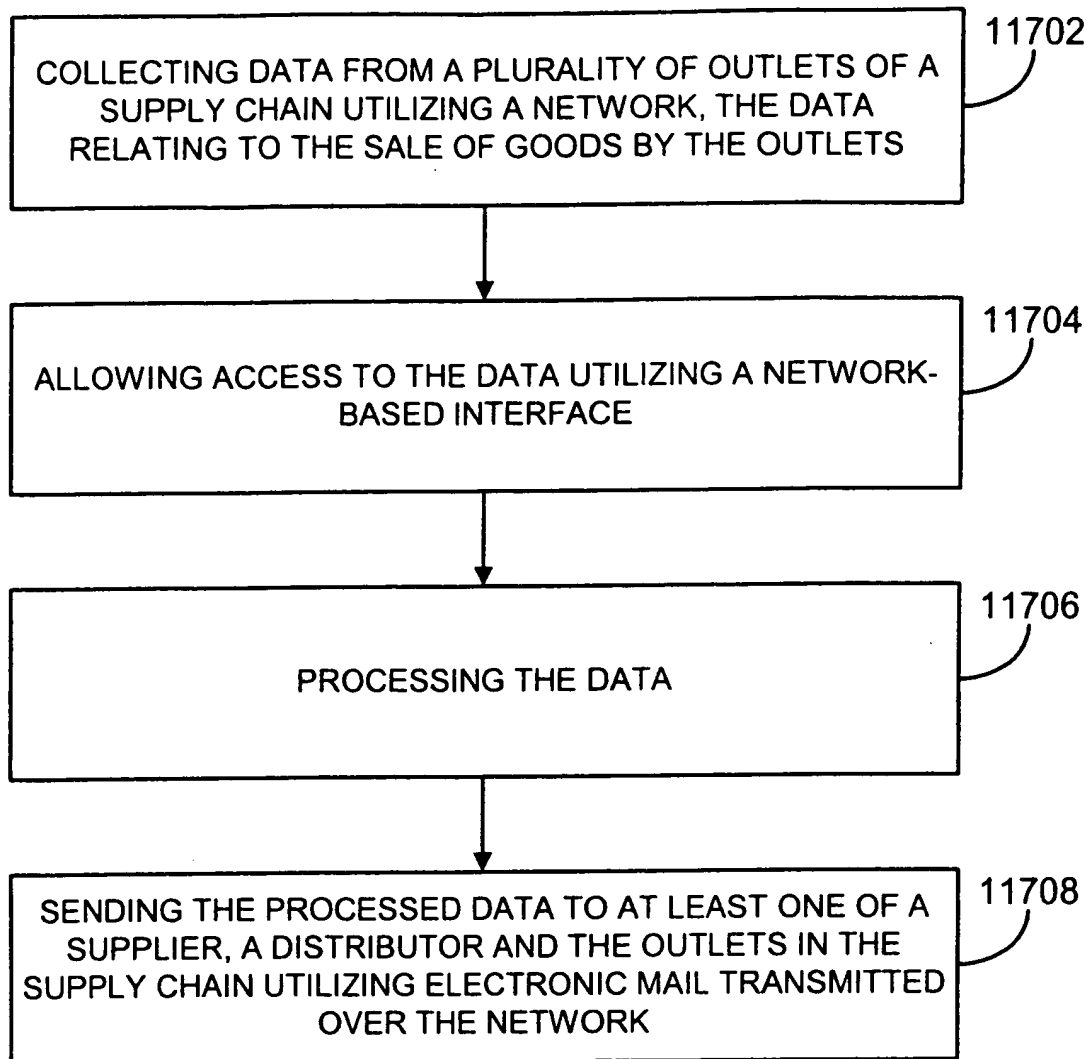 11702
COLLECTING DATA FROM A PLURALITY OF OUTLETS OF A
SUPPLY CHAIN UTILIZING A NETWORK, THE DATA
RELATING TO THE SALE OF GOODS BY THE OUTLETS
11704
ALLOWING ACCESS TO THE DATA UTILIZING A NETWORK-
BASED INTERFACE
11706
PROCESSING THE DATA
11708
SENDING THE PROCESSED DATA TO AT LEAST ONE OF A
SUPPLIER, A DISTRIBUTOR AND THE OUTLETS IN THE
SUPPLY CHAIN UTILIZING ELECTRONIC MAIL TRANSMITTED
OVER THE NETWORK